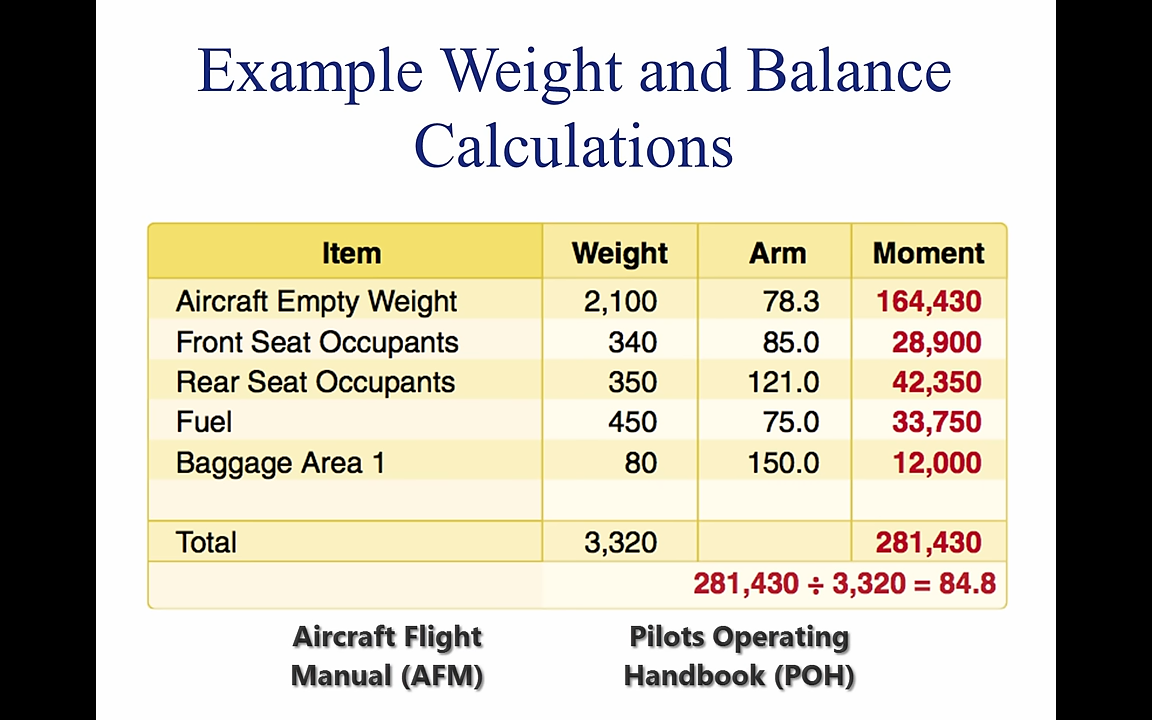 Example Weight and Balance
Calculations
Item Weight Arm Moment
Aircraft Empty Weight 2,100 78.3 164,430
Front Seat Occupants 340 85.0 28,900
Rear Seat Occupants 350 121.0 42,350
Fuel 450 75.0 33,750
Baggage Area 1 80 150.0 12,000
Total 3,320 281,430
281,430 ÷ 3,320 = 84.8
Aircraft Flight
Manual (AFM)
Pilots Operating
Handbook (POH)